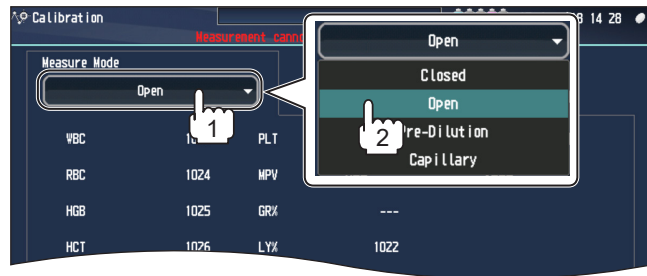 Calibration
8 14 28
Measurement cann
Measure Mode
Open
1
Open
Closed
Open
2
Pre-Dilution
Capillary
WBC PLT
RBC 1024 MPV
HGB 1025 GR% ---
HCT 1026 LY% 1022